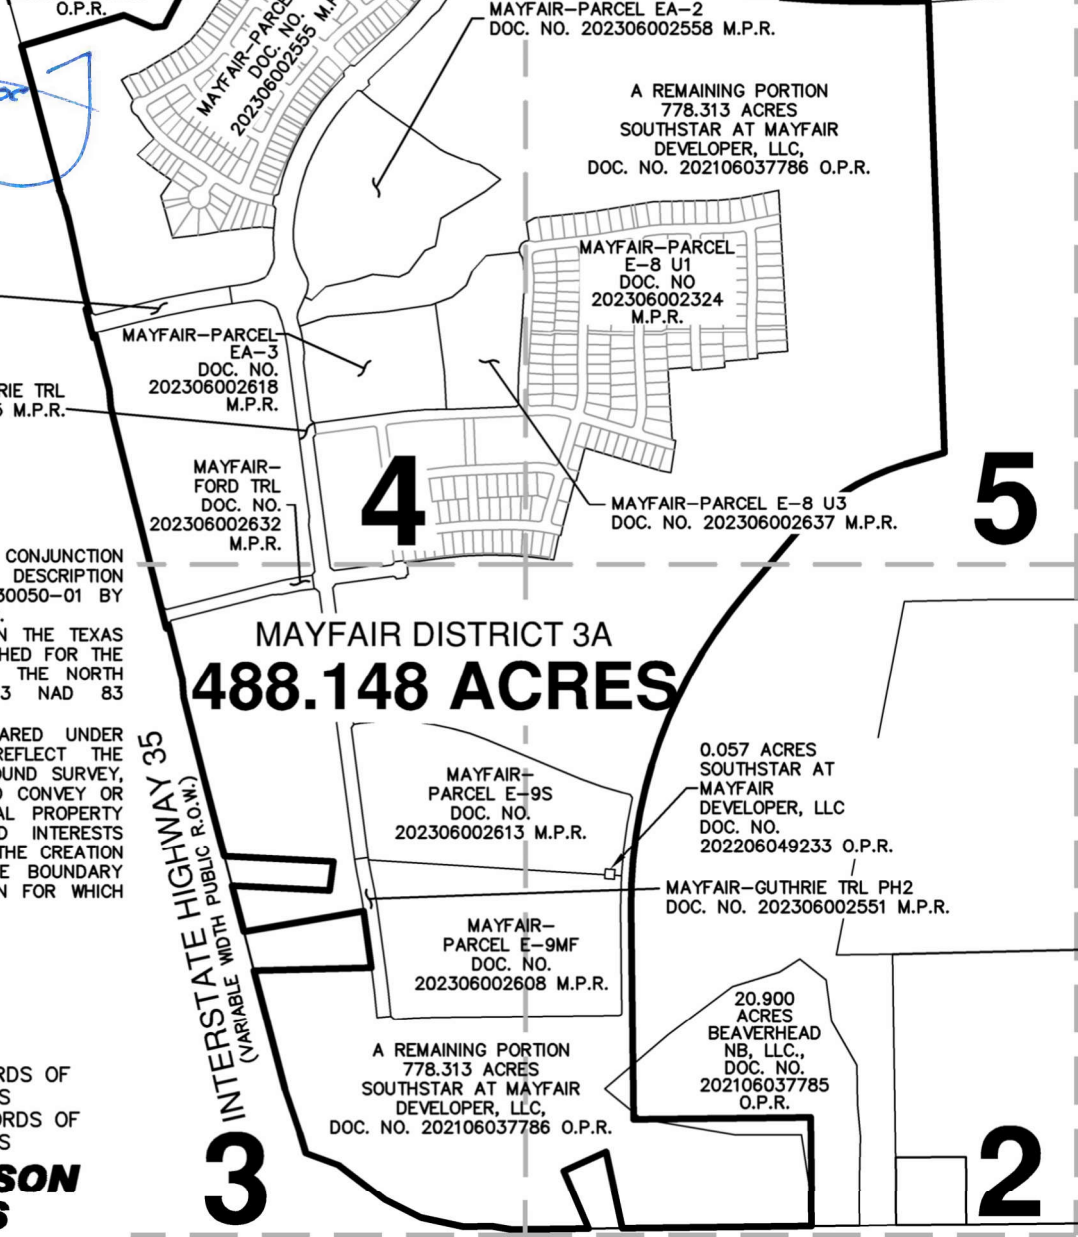 O.P.R.
MAYFAIR-PARCEL
DOC. NO.
202306002555 M.P.
MAYFAIR-PARCEL EA-2
DOC. NO. 202306002558 M.P.R.
A REMAINING PORTION
778.313 ACRES
SOUTHSTAR AT MAYFAIR
DEVELOPER, LLC,
DOC. NO. 202106037786 O.P.R.
MAYFAIR-PARCEL
E-8 U1
DOC. NO
202306002324
M.P.R.
MAYFAIR-PARCEL
EA-3
DOC. NO.
202306002618
M.P.R.
RIE TRL
M.P.R.
MAYFAIR-
FORD TRL
DOC. NO.
202306002632
M.P.R.
4
5
MAYFAIR-PARCEL E-8 U3
DOC. NO. 202306002637 M.P.R.
CONJUNCTION
DESCRIPTION
30050-01 BY
N THE TEXAS
HED FOR THE
THE NORTH
3 NAD 83
ARED UNDER
REFLECT THE
OUND SURVEY,
O CONVEY OR
AL PROPERTY
D INTERESTS
THE CREATION
E BOUNDARY
N FOR WHICH
MAYFAIR DISTRICT 3A
488.148 ACRES
INTERSTATE HIGHWAY 35
(VARIABLE WIDTH PUBLIC R.O.W.)
MAYFAIR-
PARCEL E-9S
DOC. NO.
202306002613 M.P.R.
0.057 ACRES
SOUTHSTAR AT
MAYFAIR
DEVELOPER, LLC
DOC. NO.
202206049233 O.P.R.
MAYFAIR-GUTHRIE TRL PH2
DOC. NO. 202306002551 M.P.R.
MAYFAIR-
PARCEL E-9MF
DOC. NO.
202306002608 M.P.R.
20.900
ACRES
BEAVERHEAD
NB, LLC.,
DOC. NO.
202106037785
O.P.R.
A REMAINING PORTION
778.313 ACRES
SOUTHSTAR AT MAYFAIR
DEVELOPER, LLC,
DOC. NO. 202106037786 O.P.R.
RDS OF
S
ORDS OF
S
SON
S
3
2